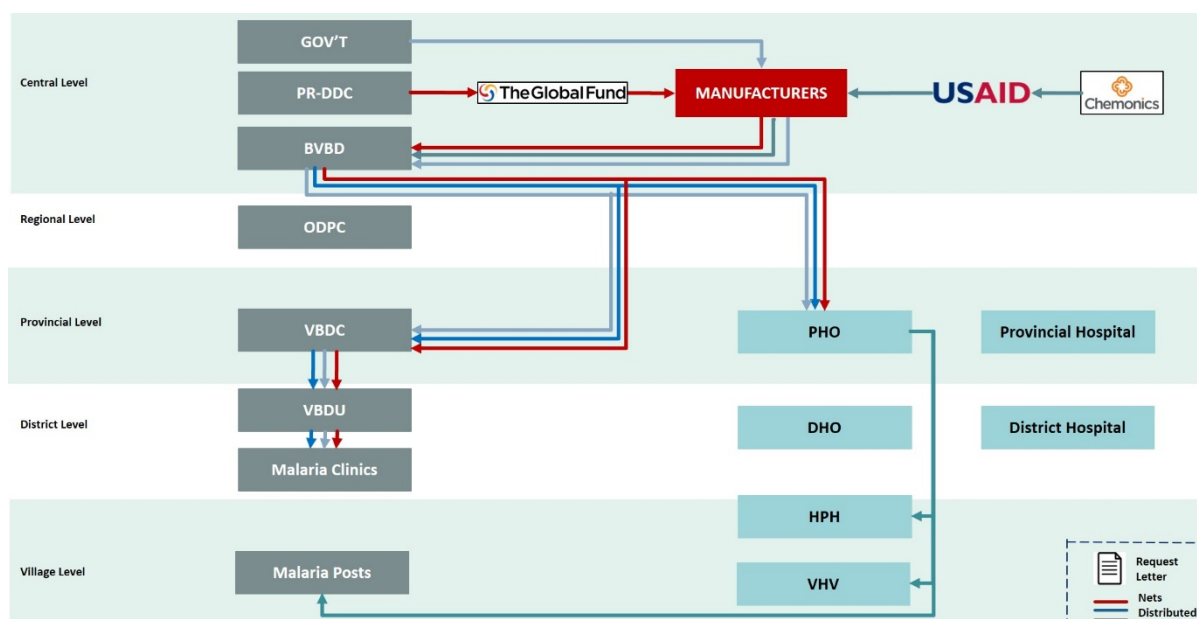 GOV'T
Central Level
PR-DDC
The Global Fund
MANUFACTURERS
USAID
Chemonics
BVBD
Regional Level
ODPC
Provincial Level
VBDC
PHO
Provincial Hospital
VBDU
District Level
DHO
District Hospital
Malaria Clinics
HPH
Village Level
Malaria Posts
VHV
Request
Letter
Nets
Distributed